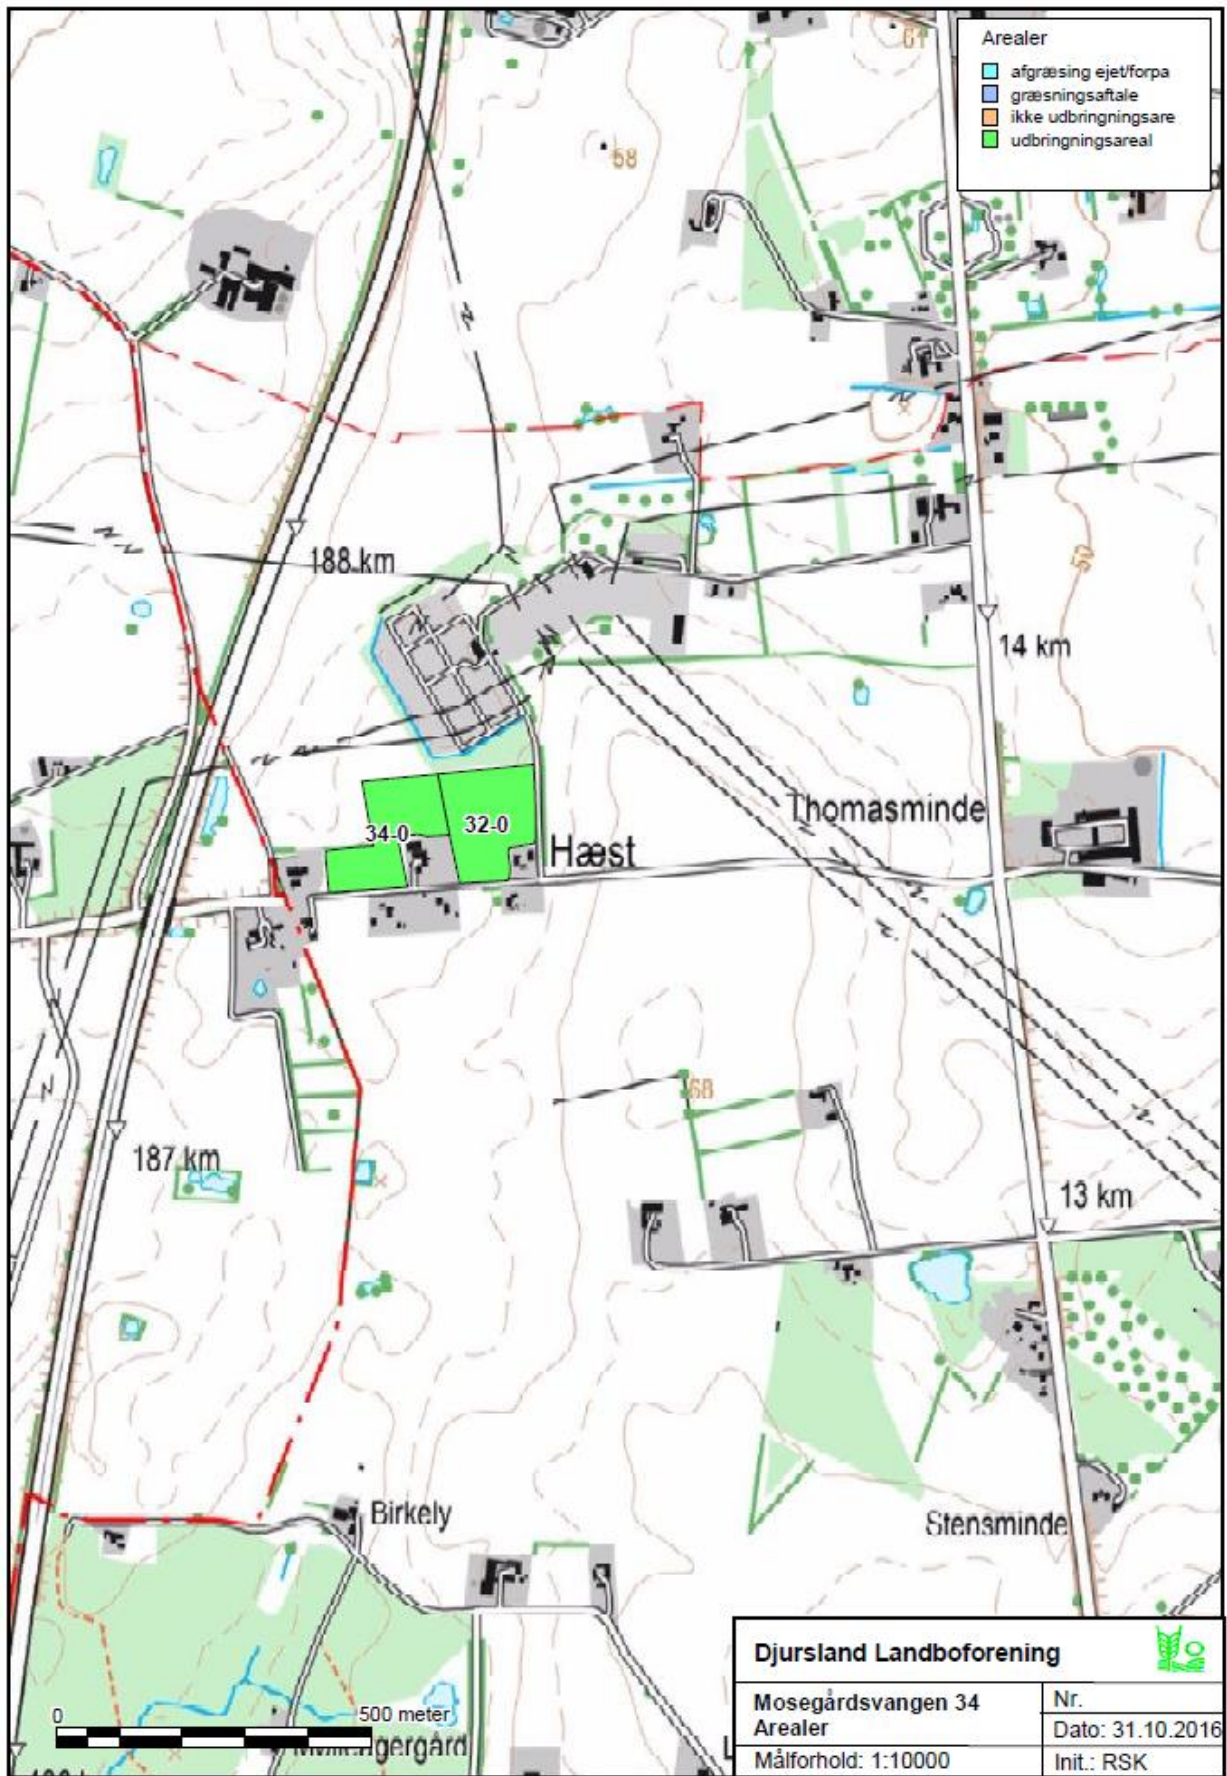 Arealer
afgræsing ejet/forpa
græsningsaftale
ikke udbringningsare
udbringningsareal
61
58
188 km
14 km
Thomasminde
34-0
32-0
Hæst
68
187 km
13 km
Birkely
Stensminde
0
500 meter
Djursland Landboforening
Mosegårdsvangen 34
Arealer
Nr.
Dato: 31.10.2016
Målforhold: 1:10000
Init.: RSK